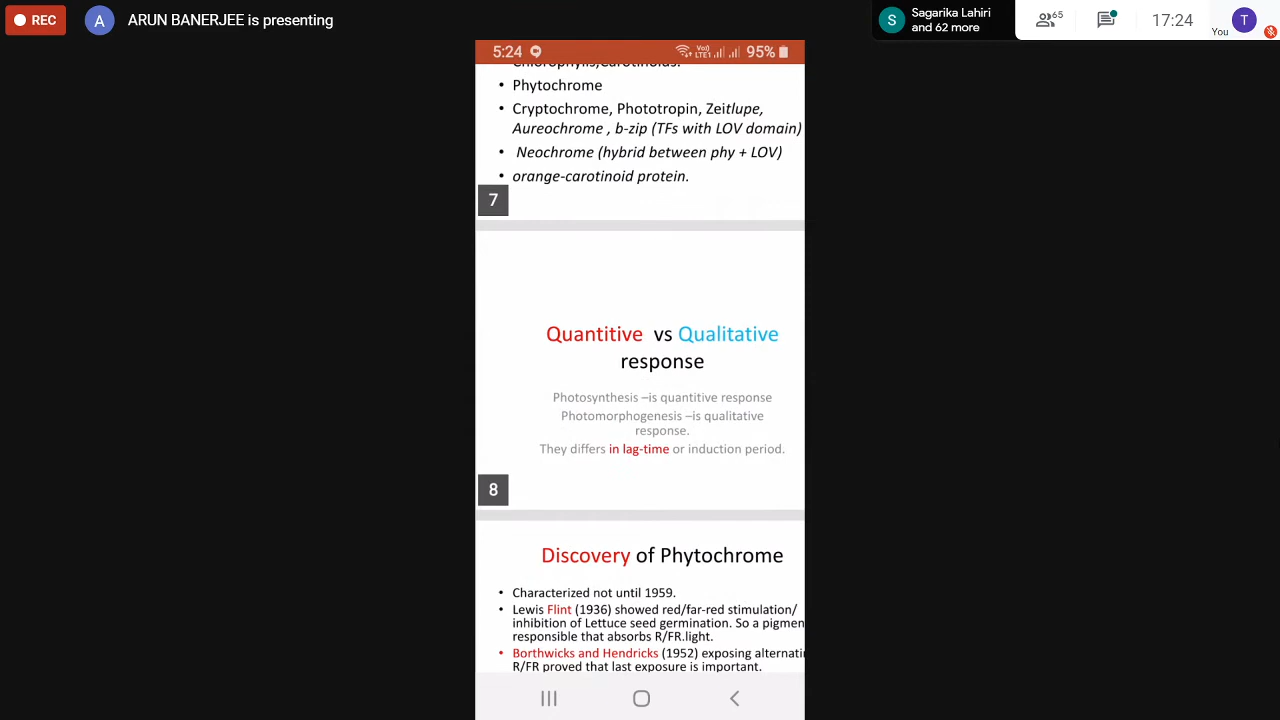 REC
A
ARUN BANERJEE is presenting
S
Sagarika Lahiri
and 62 more
65
17:24
You
T
5:24
Vo)
LTE1
95%
Chlorophylls,Carotinoids.
• Phytochrome
• Cryptochrome, Phototropin, Zeitlupe,
Aureochrome , b-zip (TFs with LOV domain)
• Neochrome (hybrid between phy + LOV)
• orange-carotinoid protein.
7
Quantitive vs Qualitative
response
Photosynthesis –is quantitive response
Photomorphogenesis –is qualitative
response.
They differs in lag-time or induction period.
8
Discovery of Phytochrome
• Characterized not until 1959.
• Lewis Flint (1936) showed red/far-red stimulation/
inhibition of Lettuce seed germination. So a pigmen
responsible that absorbs R/FR.light.
• Borthwicks and Hendricks (1952) exposing alternati
R/FR proved that last exposure is important.